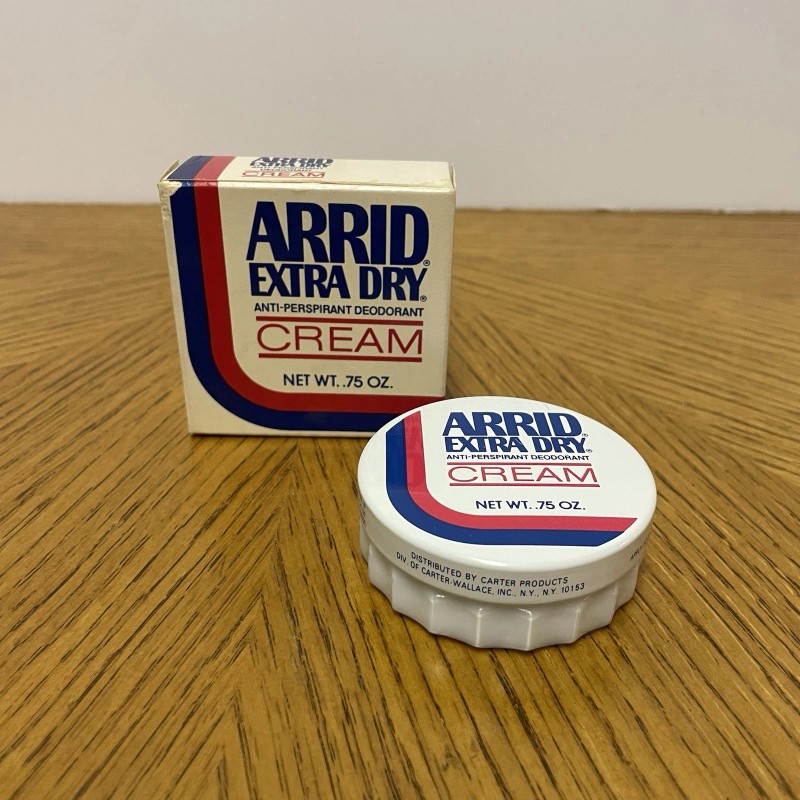 ARRID
EXTRA DRY
CREAM
ARRID®
EXTRA DRY®
ANTI-PERSPIRANT DEODORANT
CREAM
NET WT. .75 OZ.
ARRID®
EXTRA DRY®
ANTI-PERSPIRANT DEODORANT
CREAM
NET WT. .75 OZ.
DISTRIBUTED BY CARTER PRODUCTS
DIV. OF CARTER-WALLACE, INC., N.Y., N.Y. 10153